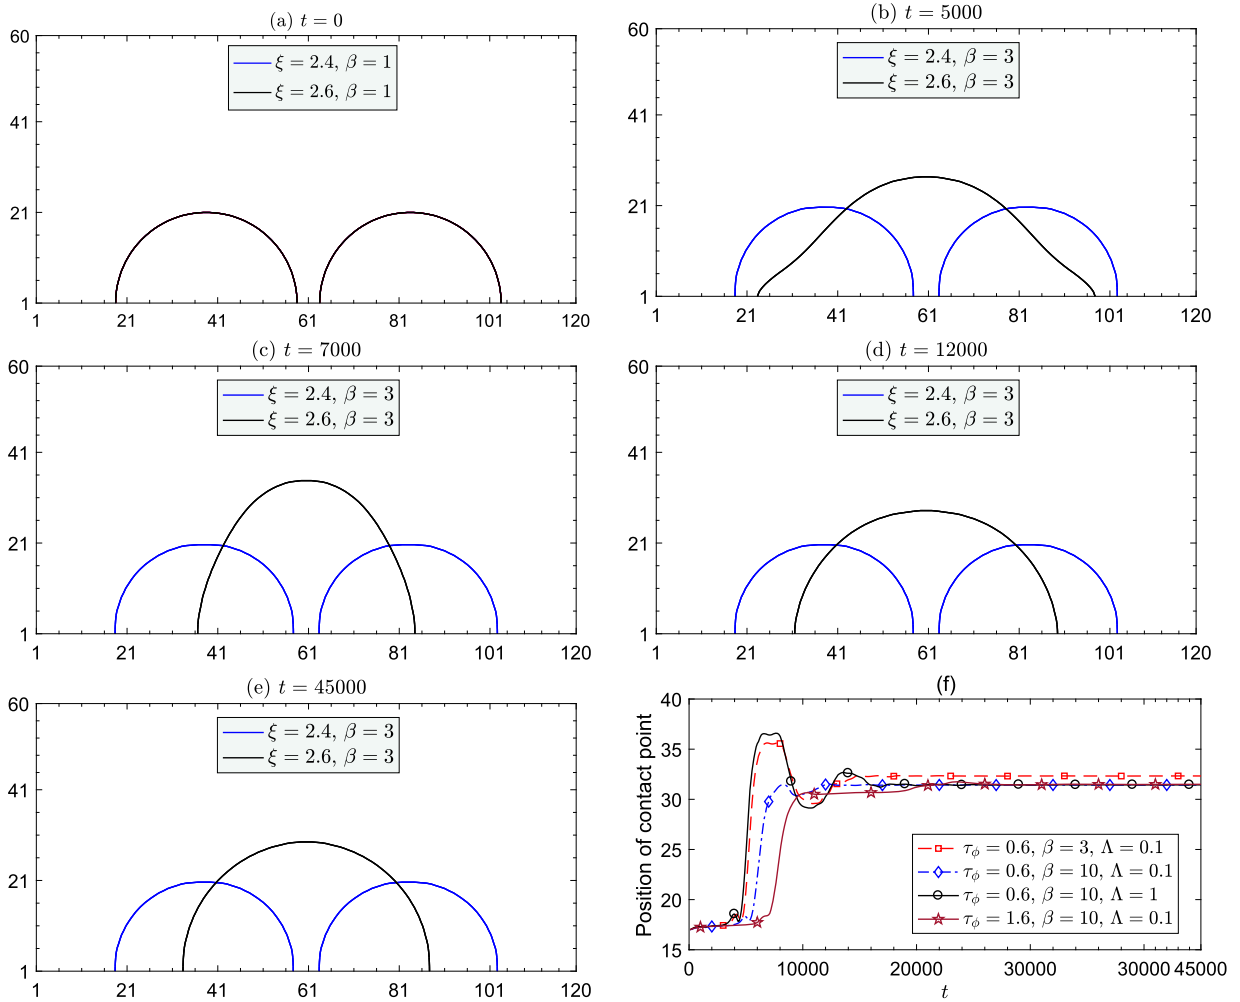 (a) t = 0
60
41
21
1
1 21 41 61 81 101 120
ξ = 2.4, β = 1
ξ = 2.6, β = 1
(b) t = 5000
60
41
21
1
1 21 41 61 81 101 120
ξ = 2.4, β = 3
ξ = 2.6, β = 3
(c) t = 7000
60
41
21
1
1 21 41 61 81 101 120
ξ = 2.4, β = 3
ξ = 2.6, β = 3
(d) t = 12000
60
41
21
1
1 21 41 61 81 101 120
ξ = 2.4, β = 3
ξ = 2.6, β = 3
(e) t = 45000
60
41
21
1
1 21 41 61 81 101 120
ξ = 2.4, β = 3
ξ = 2.6, β = 3
(f)
Position of contact point
40
35
30
25
20
15
0 10000 20000 30000 30000 45000
t
τ_ϕ = 0.6, β = 3, Λ = 0.1
τ_ϕ = 0.6, β = 10, Λ = 0.1
τ_ϕ = 0.6, β = 10, Λ = 1
τ_ϕ = 1.6, β = 10, Λ = 0.1